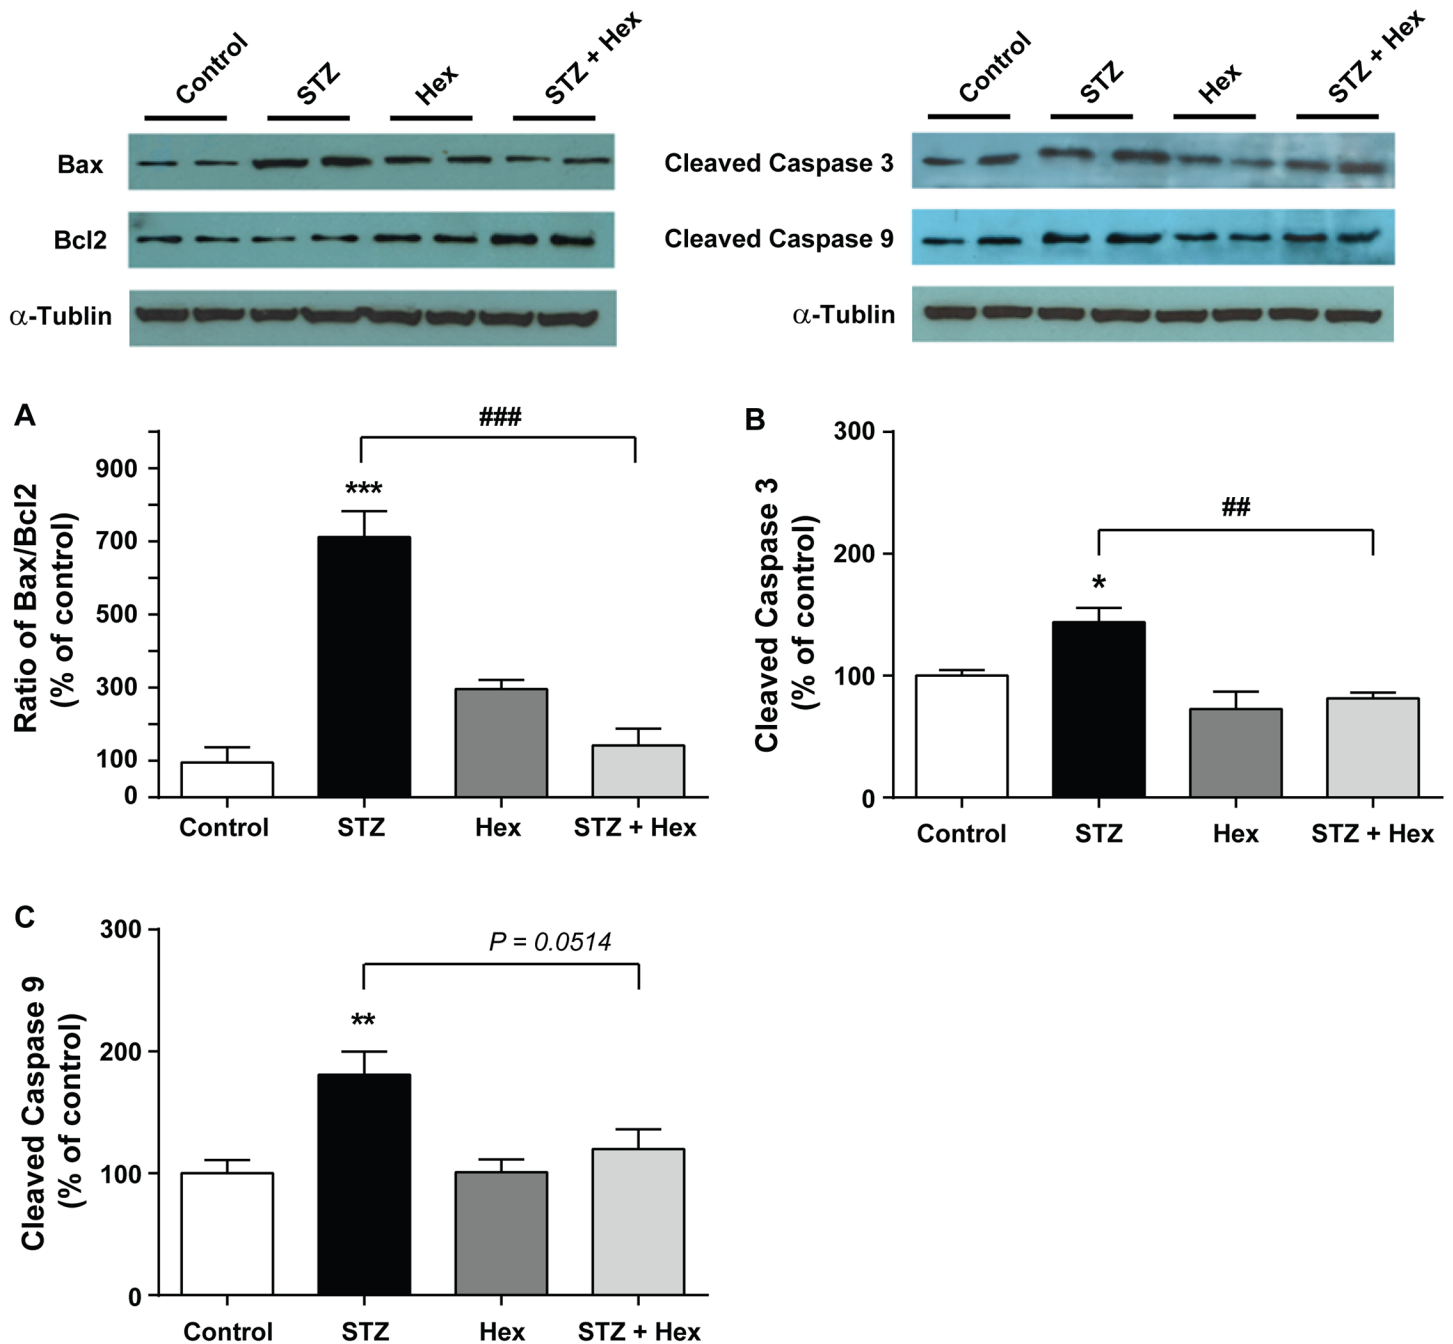 Control STZ Hex STZ + Hex
Bax
Bcl2
α-Tublin
Control STZ Hex STZ + Hex
Cleaved Caspase 3
Cleaved Caspase 9
α-Tublin
A
###
***
Ratio of Bax/Bcl2
(% of control)
900
700
500
300
100
0
Control STZ Hex STZ + Hex
B
##
*
Cleaved Caspase 3
(% of control)
300
200
100
0
Control STZ Hex STZ + Hex
C
P = 0.0514
**
Cleaved Caspase 9
(% of control)
300
200
100
0
Control STZ Hex STZ + Hex